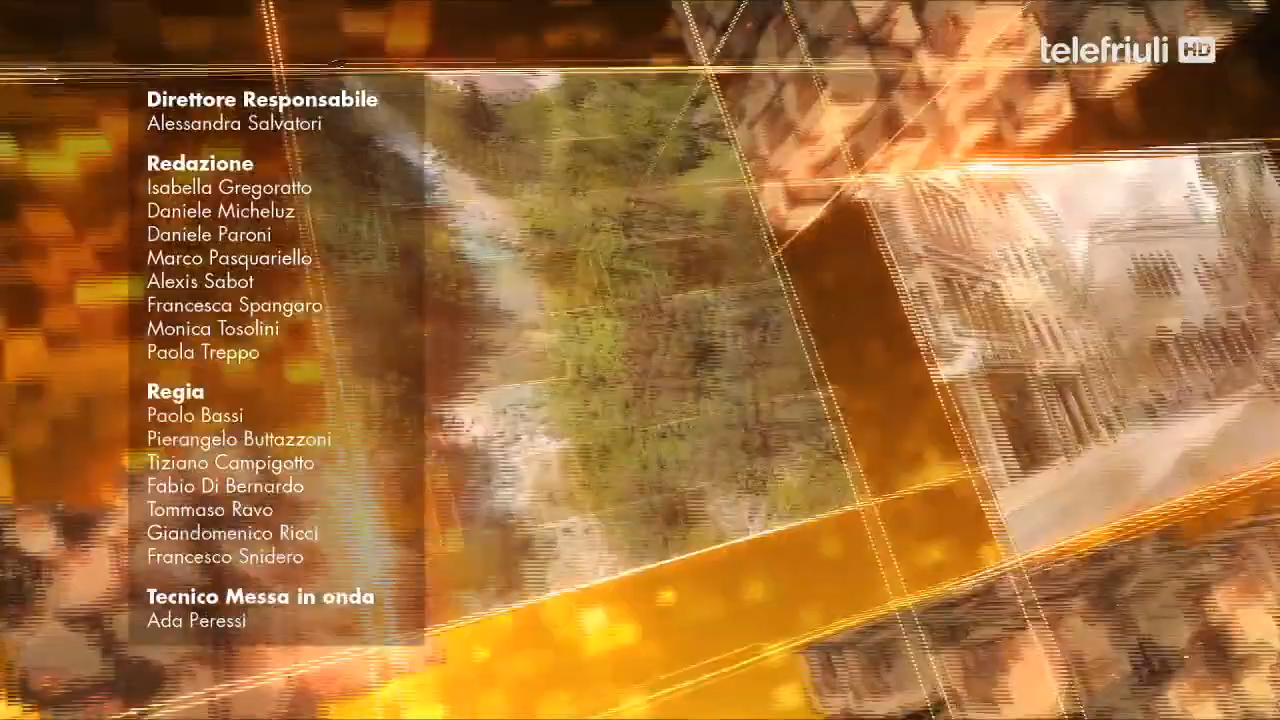 telefriuli HD
Direttore Responsabile
Alessandra Salvatori
Redazione
Isabella Gregoratto
Daniele Micheluz
Daniele Paroni
Marco Pasquariello
Alexis Sabot
Francesca Spangaro
Monica Tosolini
Paola Treppo
Regia
Paolo Bassi
Pierangelo Buttazzoni
Tiziano Campigotto
Fabio Di Bernardo
Tommaso Ravo
Giandomenico Ricci
Francesco Snidero
Tecnico Messa in onda
Ada Peressi